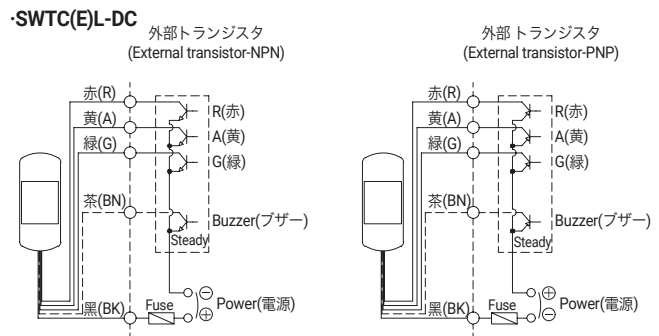 ·SWTC(E)L-DC
外部トランジスタ
(External transistor-NPN)
赤(R)
黄(A)
緑(G)
茶(BN)
黒(BK)
R(赤)
A(黄)
G(緑)
Buzzer(ブザー)
Steady
Fuse
⊖
⊕
Power(電源)
外部トランジスタ
(External transistor-PNP)
赤(R)
黄(A)
緑(G)
茶(BN)
黒(BK)
R(赤)
A(黄)
G(緑)
Buzzer(ブザー)
Steady
Fuse
⊕
⊖
Power(電源)